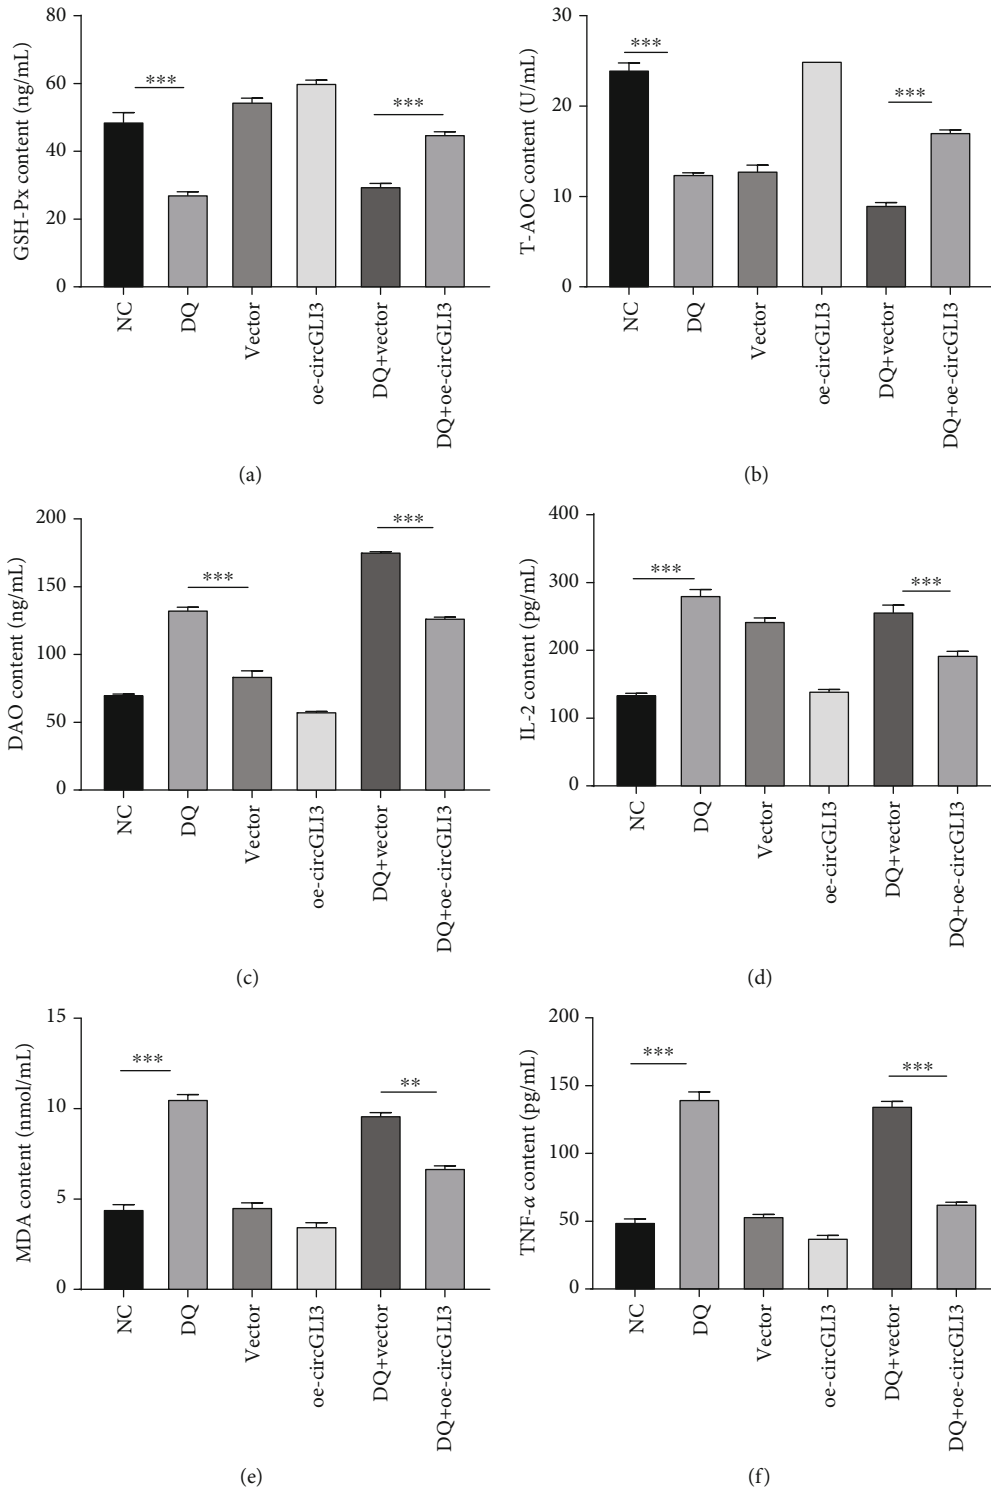 GSH-Px content (ng/mL)
80
60
40
20
0
***
***
NC
DQ
Vector
oe-circGLI3
DQ+vector
DQ+oe-circGLI3
(a)
T-AOC content (U/mL)
30
20
10
0
***
***
NC
DQ
Vector
oe-circGLI3
DQ+vector
DQ+oe-circGLI3
(b)
DAO content (ng/mL)
200
150
100
50
0
***
***
NC
DQ
Vector
oe-circGLI3
DQ+vector
DQ+oe-circGLI3
(c)
IL-2 content (pg/mL)
400
300
200
100
0
***
***
NC
DQ
Vector
oe-circGLI3
DQ+vector
DQ+oe-circGLI3
(d)
MDA content (nmol/mL)
15
10
5
0
***
**
NC
DQ
Vector
oe-circGLI3
DQ+vector
DQ+oe-circGLI3
(e)
TNF-α content (pg/mL)
200
150
100
50
0
***
***
NC
DQ
Vector
oe-circGLI3
DQ+vector
DQ+oe-circGLI3
(f)